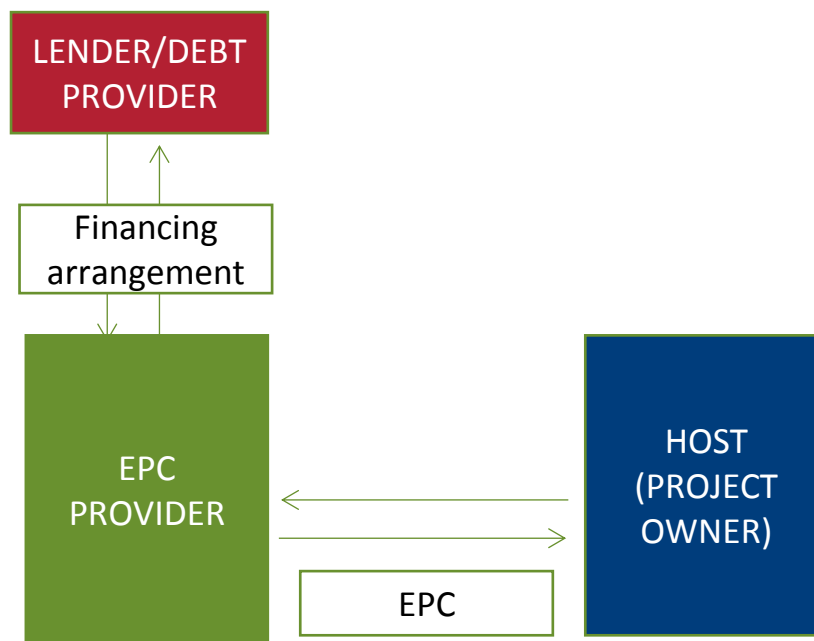 LENDER/DEBT
PROVIDER
Financing
arrangement
EPC
PROVIDER
HOST
(PROJECT
OWNER)
EPC